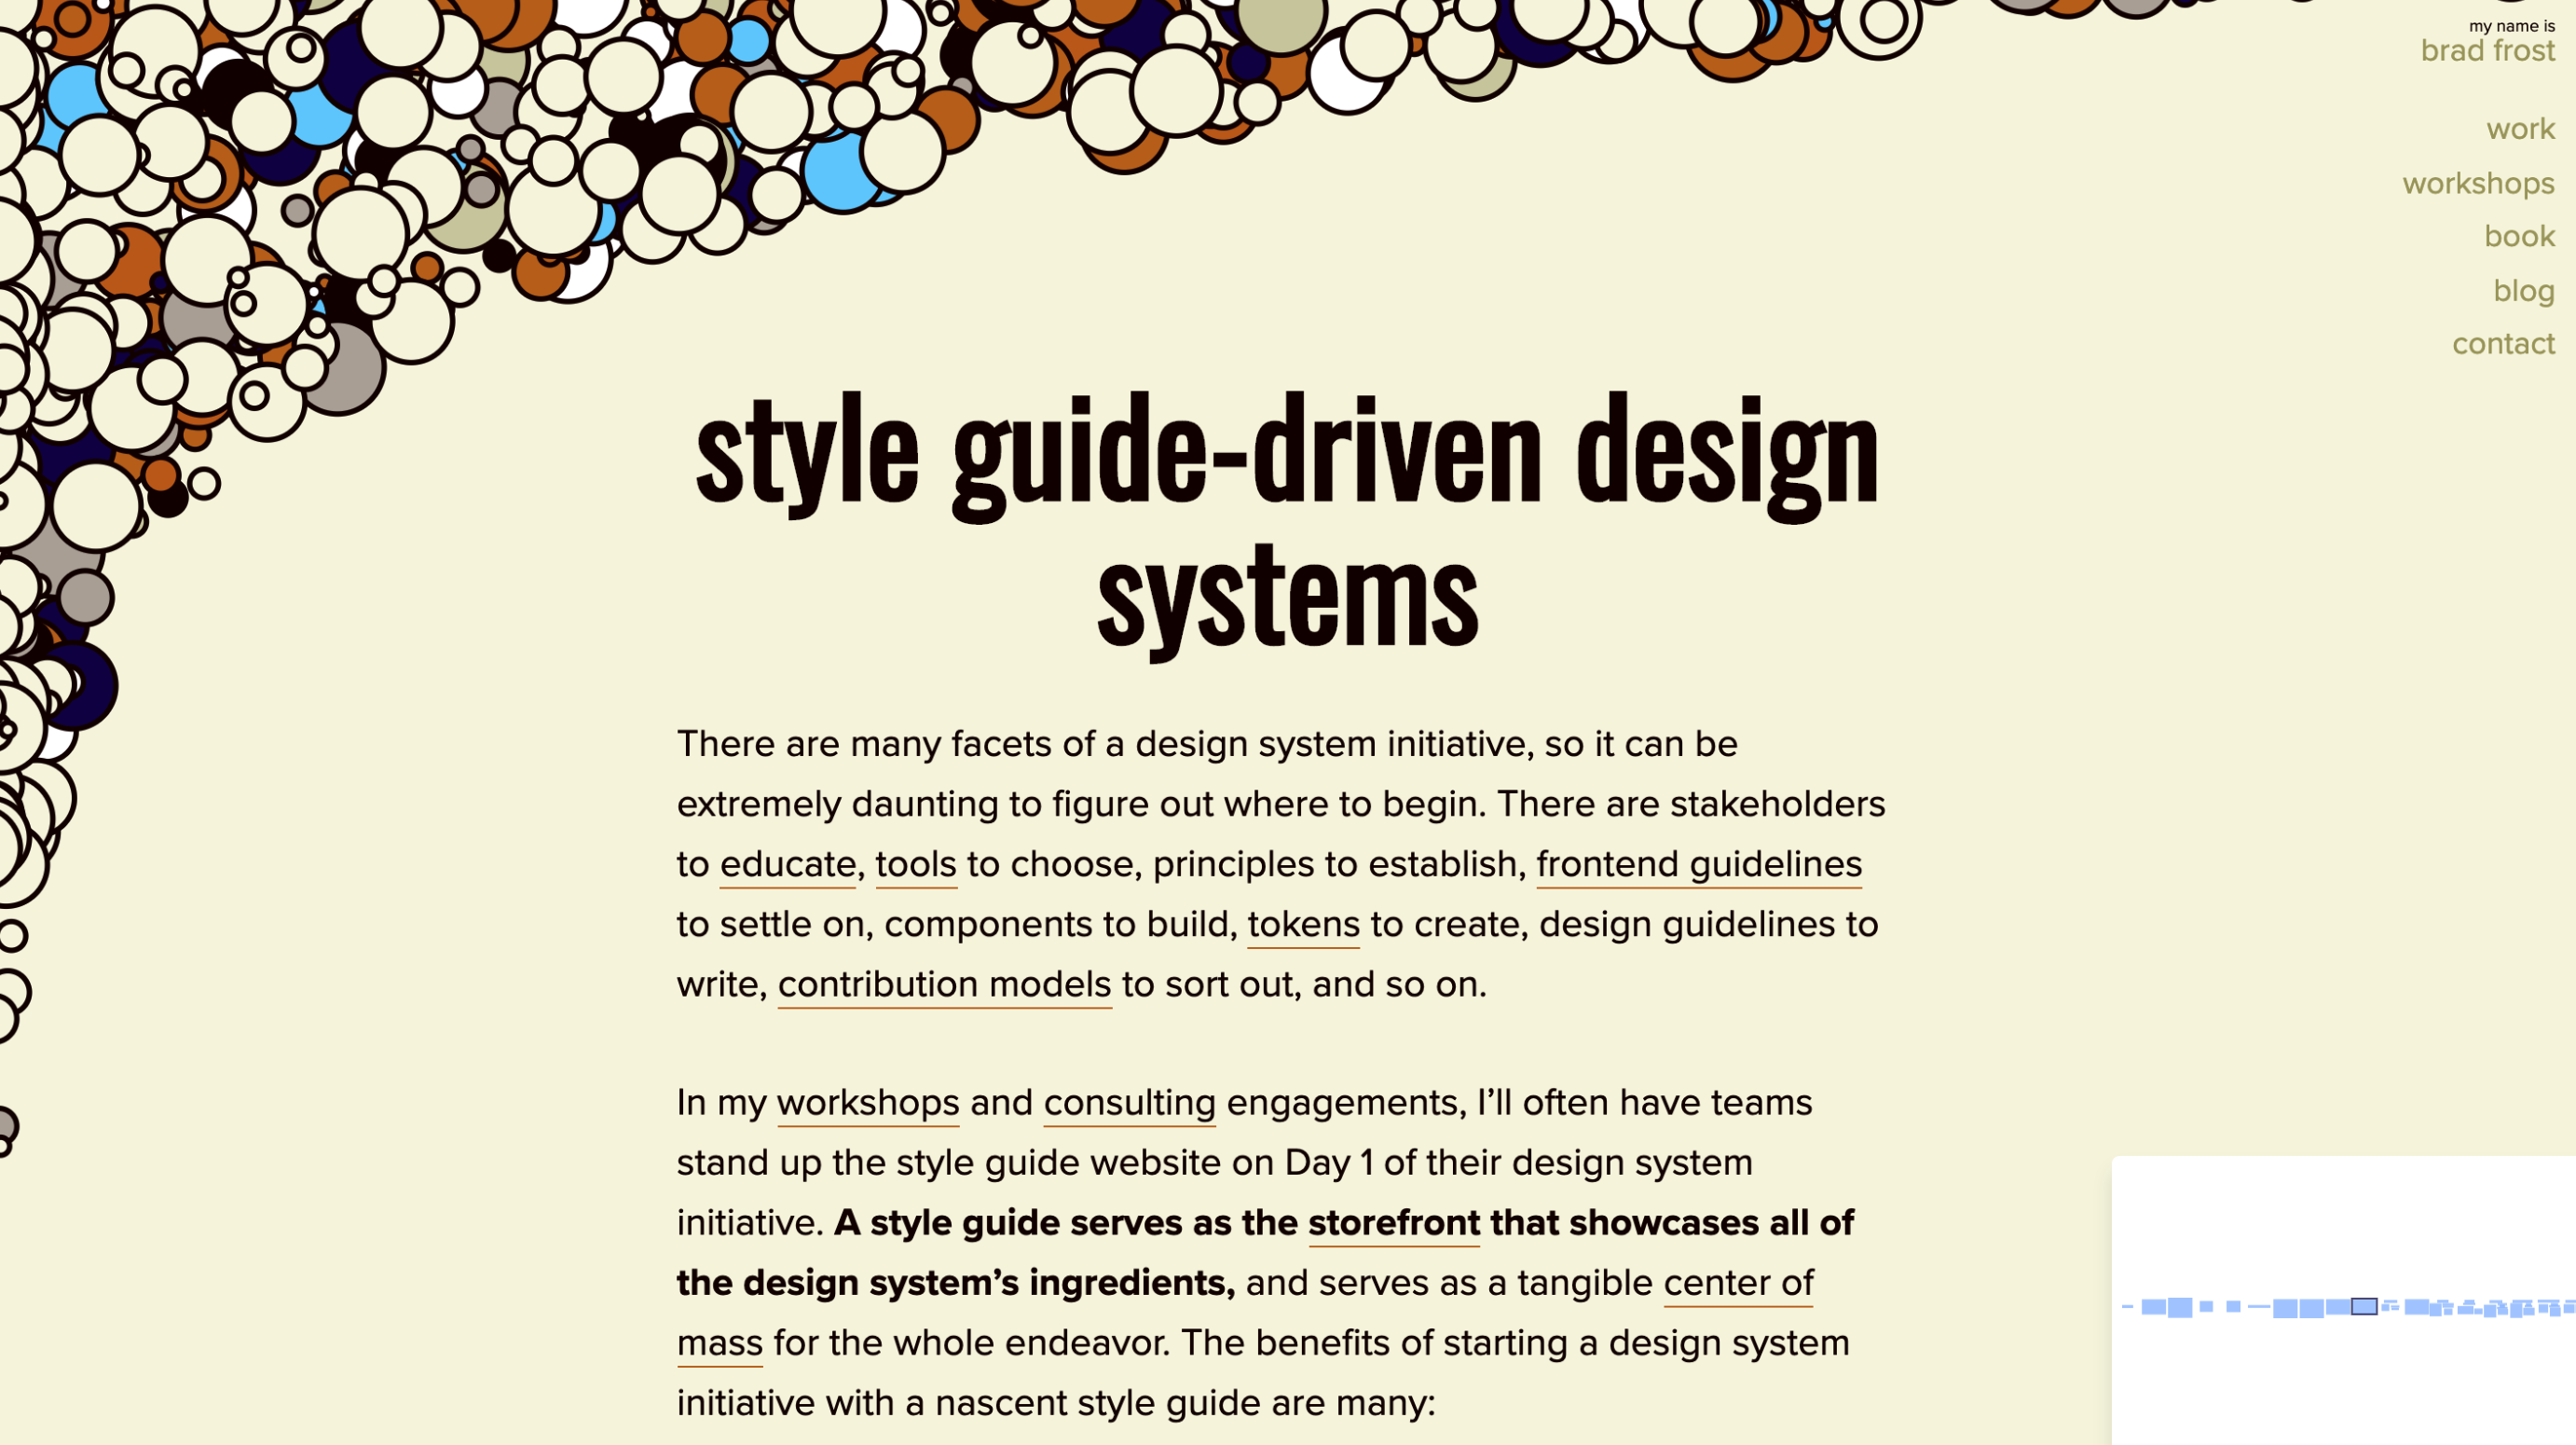 my name is
brad frost
work
workshops
book
blog
contact
style guide-driven design
systems
There are many facets of a design system initiative, so it can be
extremely daunting to figure out where to begin. There are stakeholders
to educate, tools to choose, principles to establish, frontend guidelines
to settle on, components to build, tokens to create, design guidelines to
write, contribution models to sort out, and so on.
In my workshops and consulting engagements, I’ll often have teams
stand up the style guide website on Day 1 of their design system
initiative. A style guide serves as the storefront that showcases all of
the design system’s ingredients, and serves as a tangible center of
mass for the whole endeavor. The benefits of starting a design system
initiative with a nascent style guide are many: